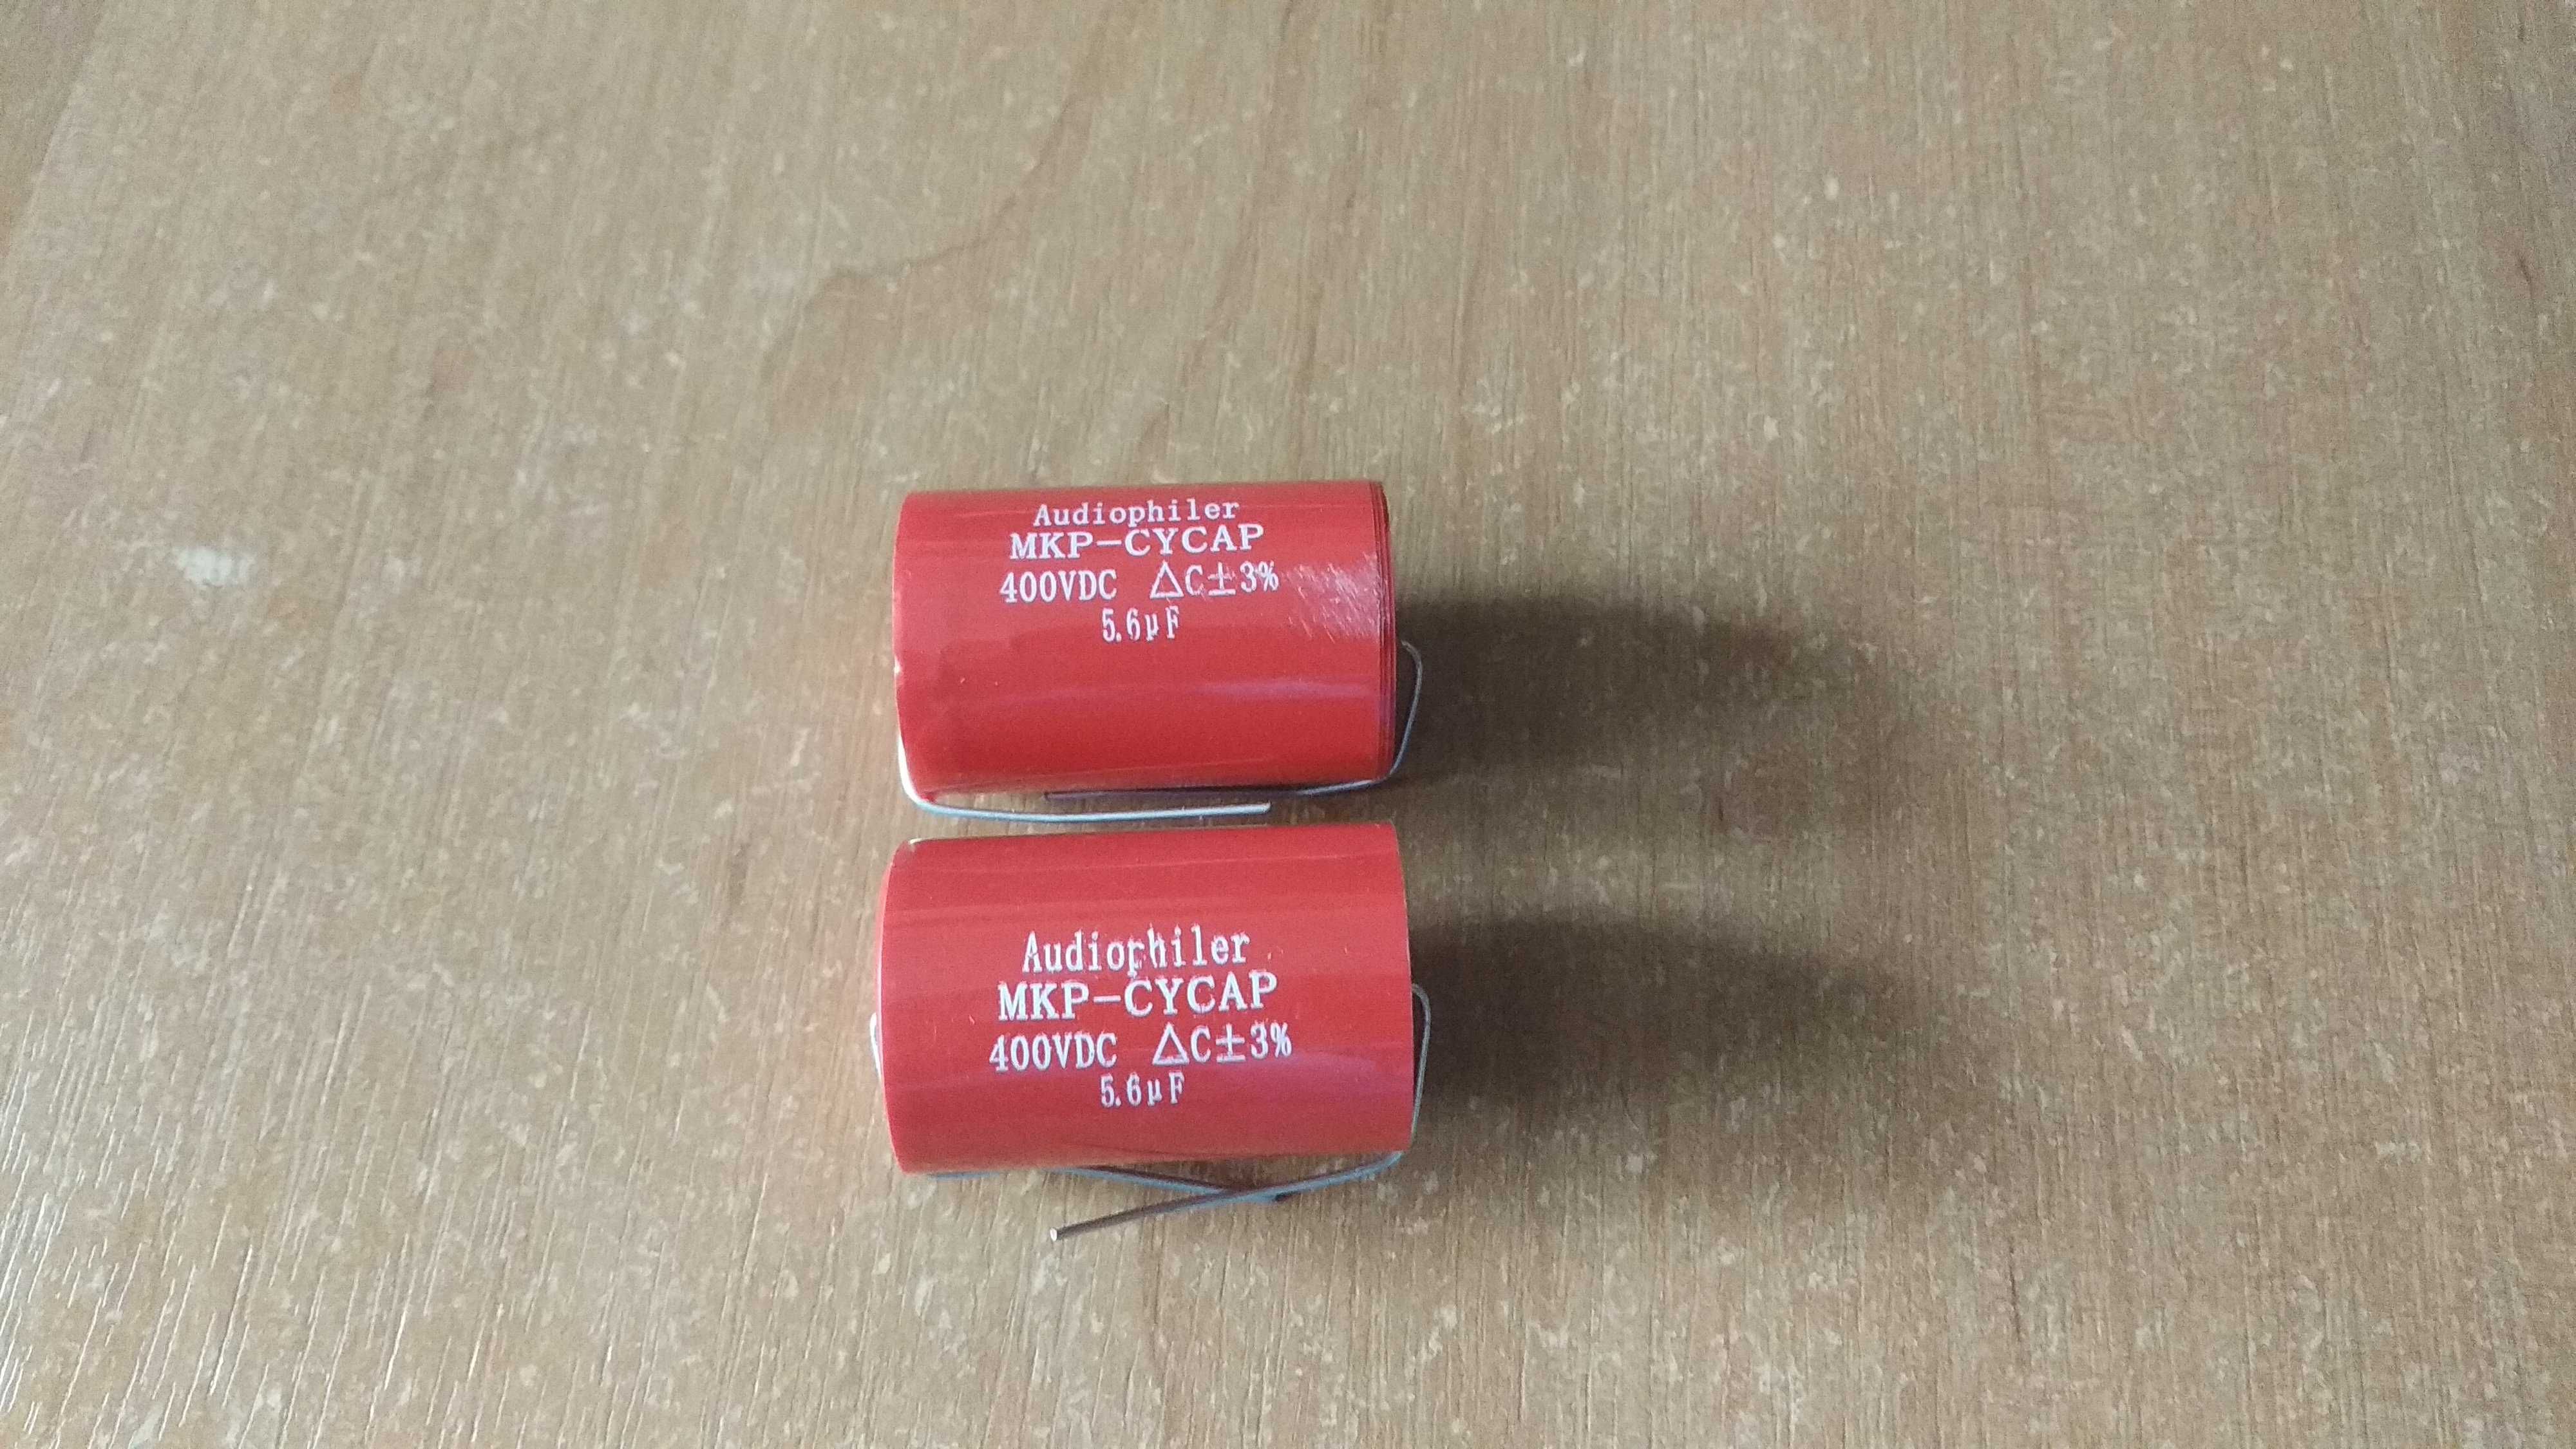 Audiophiler
MKP-CYCAP
400VDC △C±3%
5.6μF
Audiophiler
MKP-CYCAP
400VDC △C±3%
5.6μF